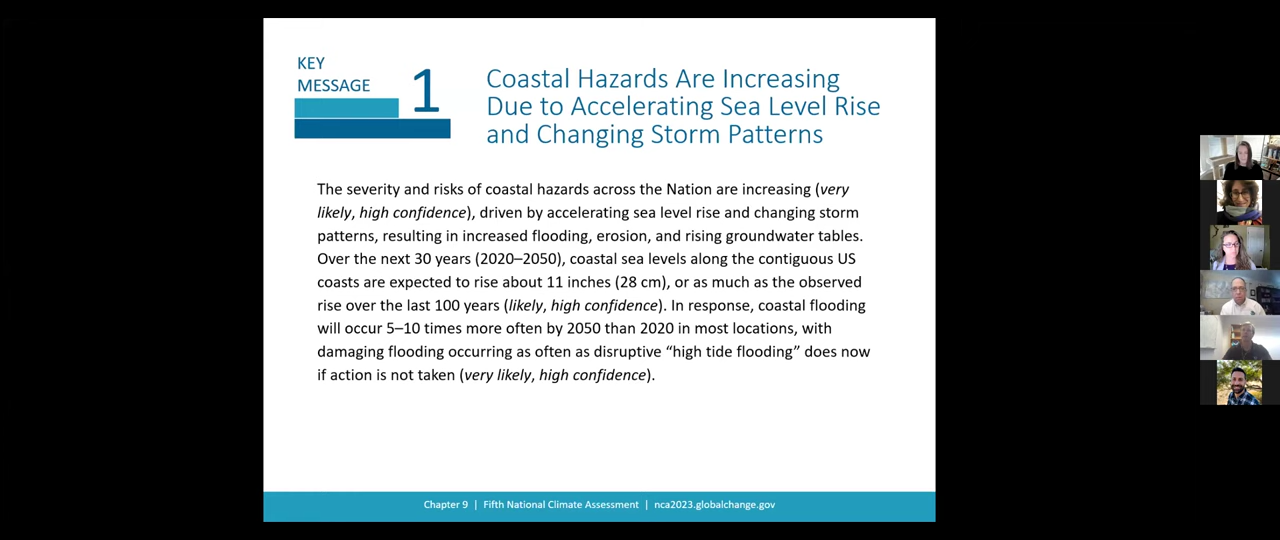 KEY
MESSAGE
1
Coastal Hazards Are Increasing
Due to Accelerating Sea Level Rise
and Changing Storm Patterns
The severity and risks of coastal hazards across the Nation are increasing (very
likely, high confidence), driven by accelerating sea level rise and changing storm
patterns, resulting in increased flooding, erosion, and rising groundwater tables.
Over the next 30 years (2020–2050), coastal sea levels along the contiguous US
coasts are expected to rise about 11 inches (28 cm), or as much as the observed
rise over the last 100 years (likely, high confidence). In response, coastal flooding
will occur 5–10 times more often by 2050 than 2020 in most locations, with
damaging flooding occurring as often as disruptive “high tide flooding” does now
if action is not taken (very likely, high confidence).
Chapter 9 | Fifth National Climate Assessment | nca2023.globalchange.gov